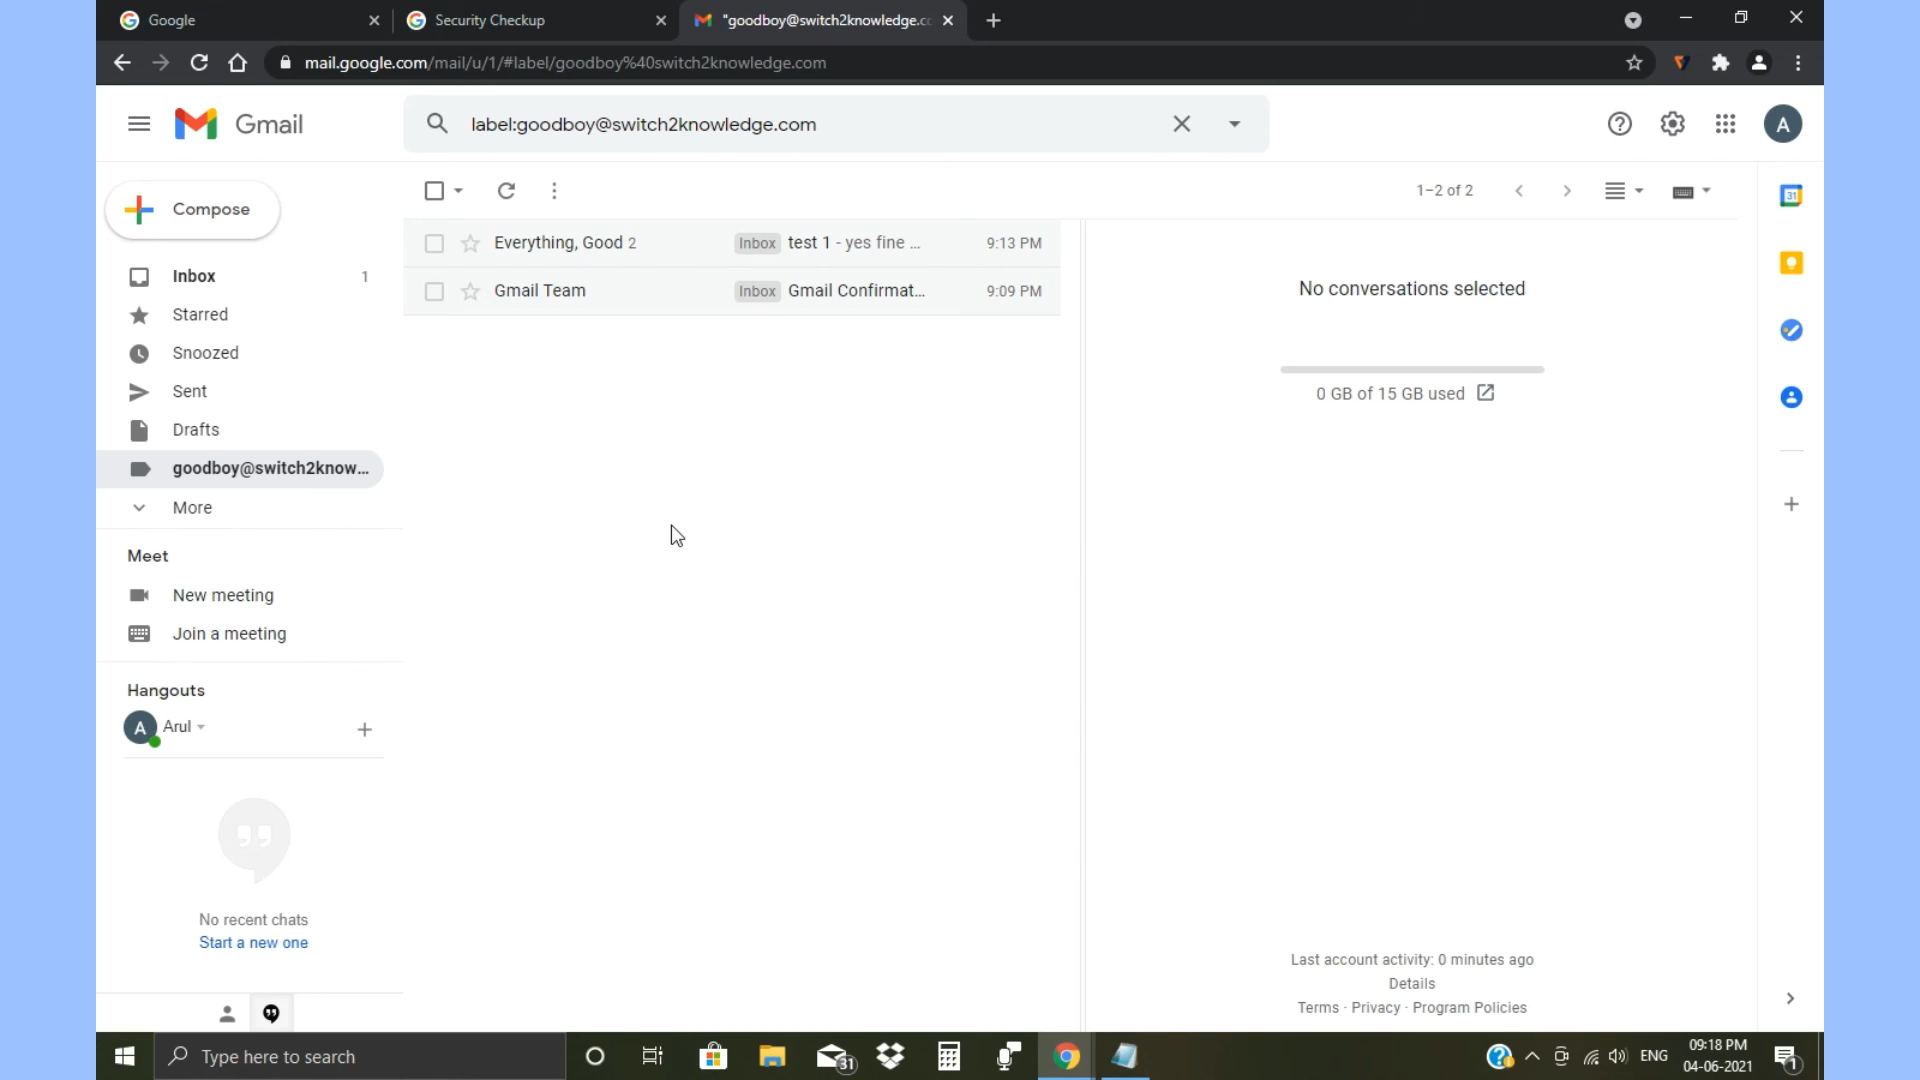 Google
Security Checkup
"goodboy@switch2knowledge.co
mail.google.com/mail/u/1/#label/goodboy%40switch2knowledge.com
Gmail
label:goodboy@switch2knowledge.com
A
Compose
1–2 of 2
31
Everything, Good 2 Inbox test 1 - yes fine ... 9:13 PM
Gmail Team Inbox Gmail Confirmat... 9:09 PM
Inbox 1
Starred
Snoozed
Sent
Drafts
goodboy@switch2know...
More
No conversations selected
0 GB of 15 GB used
Meet
New meeting
Join a meeting
Hangouts
A Arul
No recent chats
Start a new one
Last account activity: 0 minutes ago
Details
Terms · Privacy · Program Policies
Type here to search
31
ENG
09:18 PM
04-06-2021
1